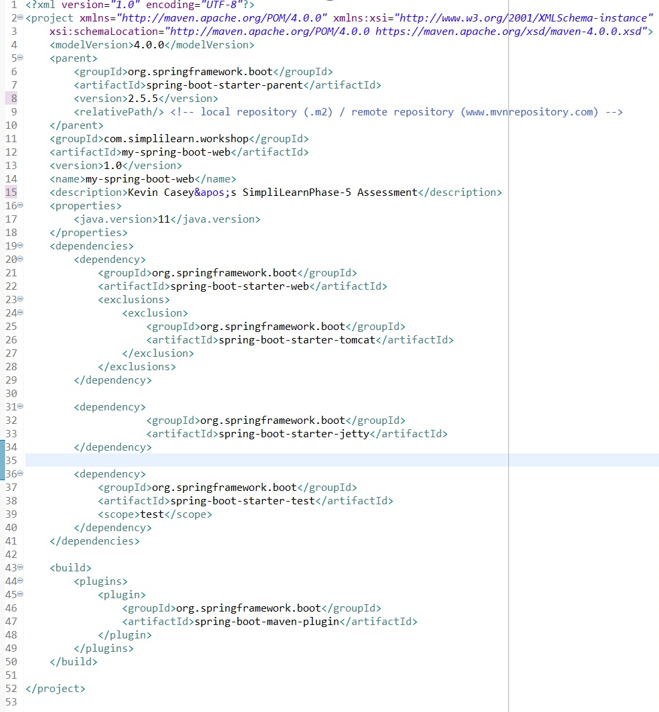 1 <?xml version="1.0" encoding="UTF-8"?>
2 <project xmlns="http://maven.apache.org/POM/4.0.0" xmlns:xsi="http://www.w3.org/2001/XMLSchema-instance"
3 xsi:schemaLocation="http://maven.apache.org/POM/4.0.0 https://maven.apache.org/xsd/maven-4.0.0.xsd">
4 <modelVersion>4.0.0</modelVersion>
5 <parent>
6 <groupId>org.springframework.boot</groupId>
7 <artifactId>spring-boot-starter-parent</artifactId>
8 <version>2.5.5</version>
9 <relativePath/> <!-- local repository (.m2) / remote repository (www.mvnrepository.com) -->
10 </parent>
11 <groupId>com.simplilearn.workshop</groupId>
12 <artifactId>my-spring-boot-web</artifactId>
13 <version>1.0</version>
14 <name>my-spring-boot-web</name>
15 <description>Kevin Casey&apos;s SimpliLearnPhase-5 Assessment</description>
16 <properties>
17 <java.version>11</java.version>
18 </properties>
19 <dependencies>
20 <dependency>
21 <groupId>org.springframework.boot</groupId>
22 <artifactId>spring-boot-starter-web</artifactId>
23 <exclusions>
24 <exclusion>
25 <groupId>org.springframework.boot</groupId>
26 <artifactId>spring-boot-starter-tomcat</artifactId>
27 </exclusion>
28 </exclusions>
29 </dependency>
30
31 <dependency>
32 <groupId>org.springframework.boot</groupId>
33 <artifactId>spring-boot-starter-jetty</artifactId>
34 </dependency>
35
36 <dependency>
37 <groupId>org.springframework.boot</groupId>
38 <artifactId>spring-boot-starter-test</artifactId>
39 <scope>test</scope>
40 </dependency>
41 </dependencies>
42
43 <build>
44 <plugins>
45 <plugin>
46 <groupId>org.springframework.boot</groupId>
47 <artifactId>spring-boot-maven-plugin</artifactId>
48 </plugin>
49 </plugins>
50 </build>
51
52 </project>
53